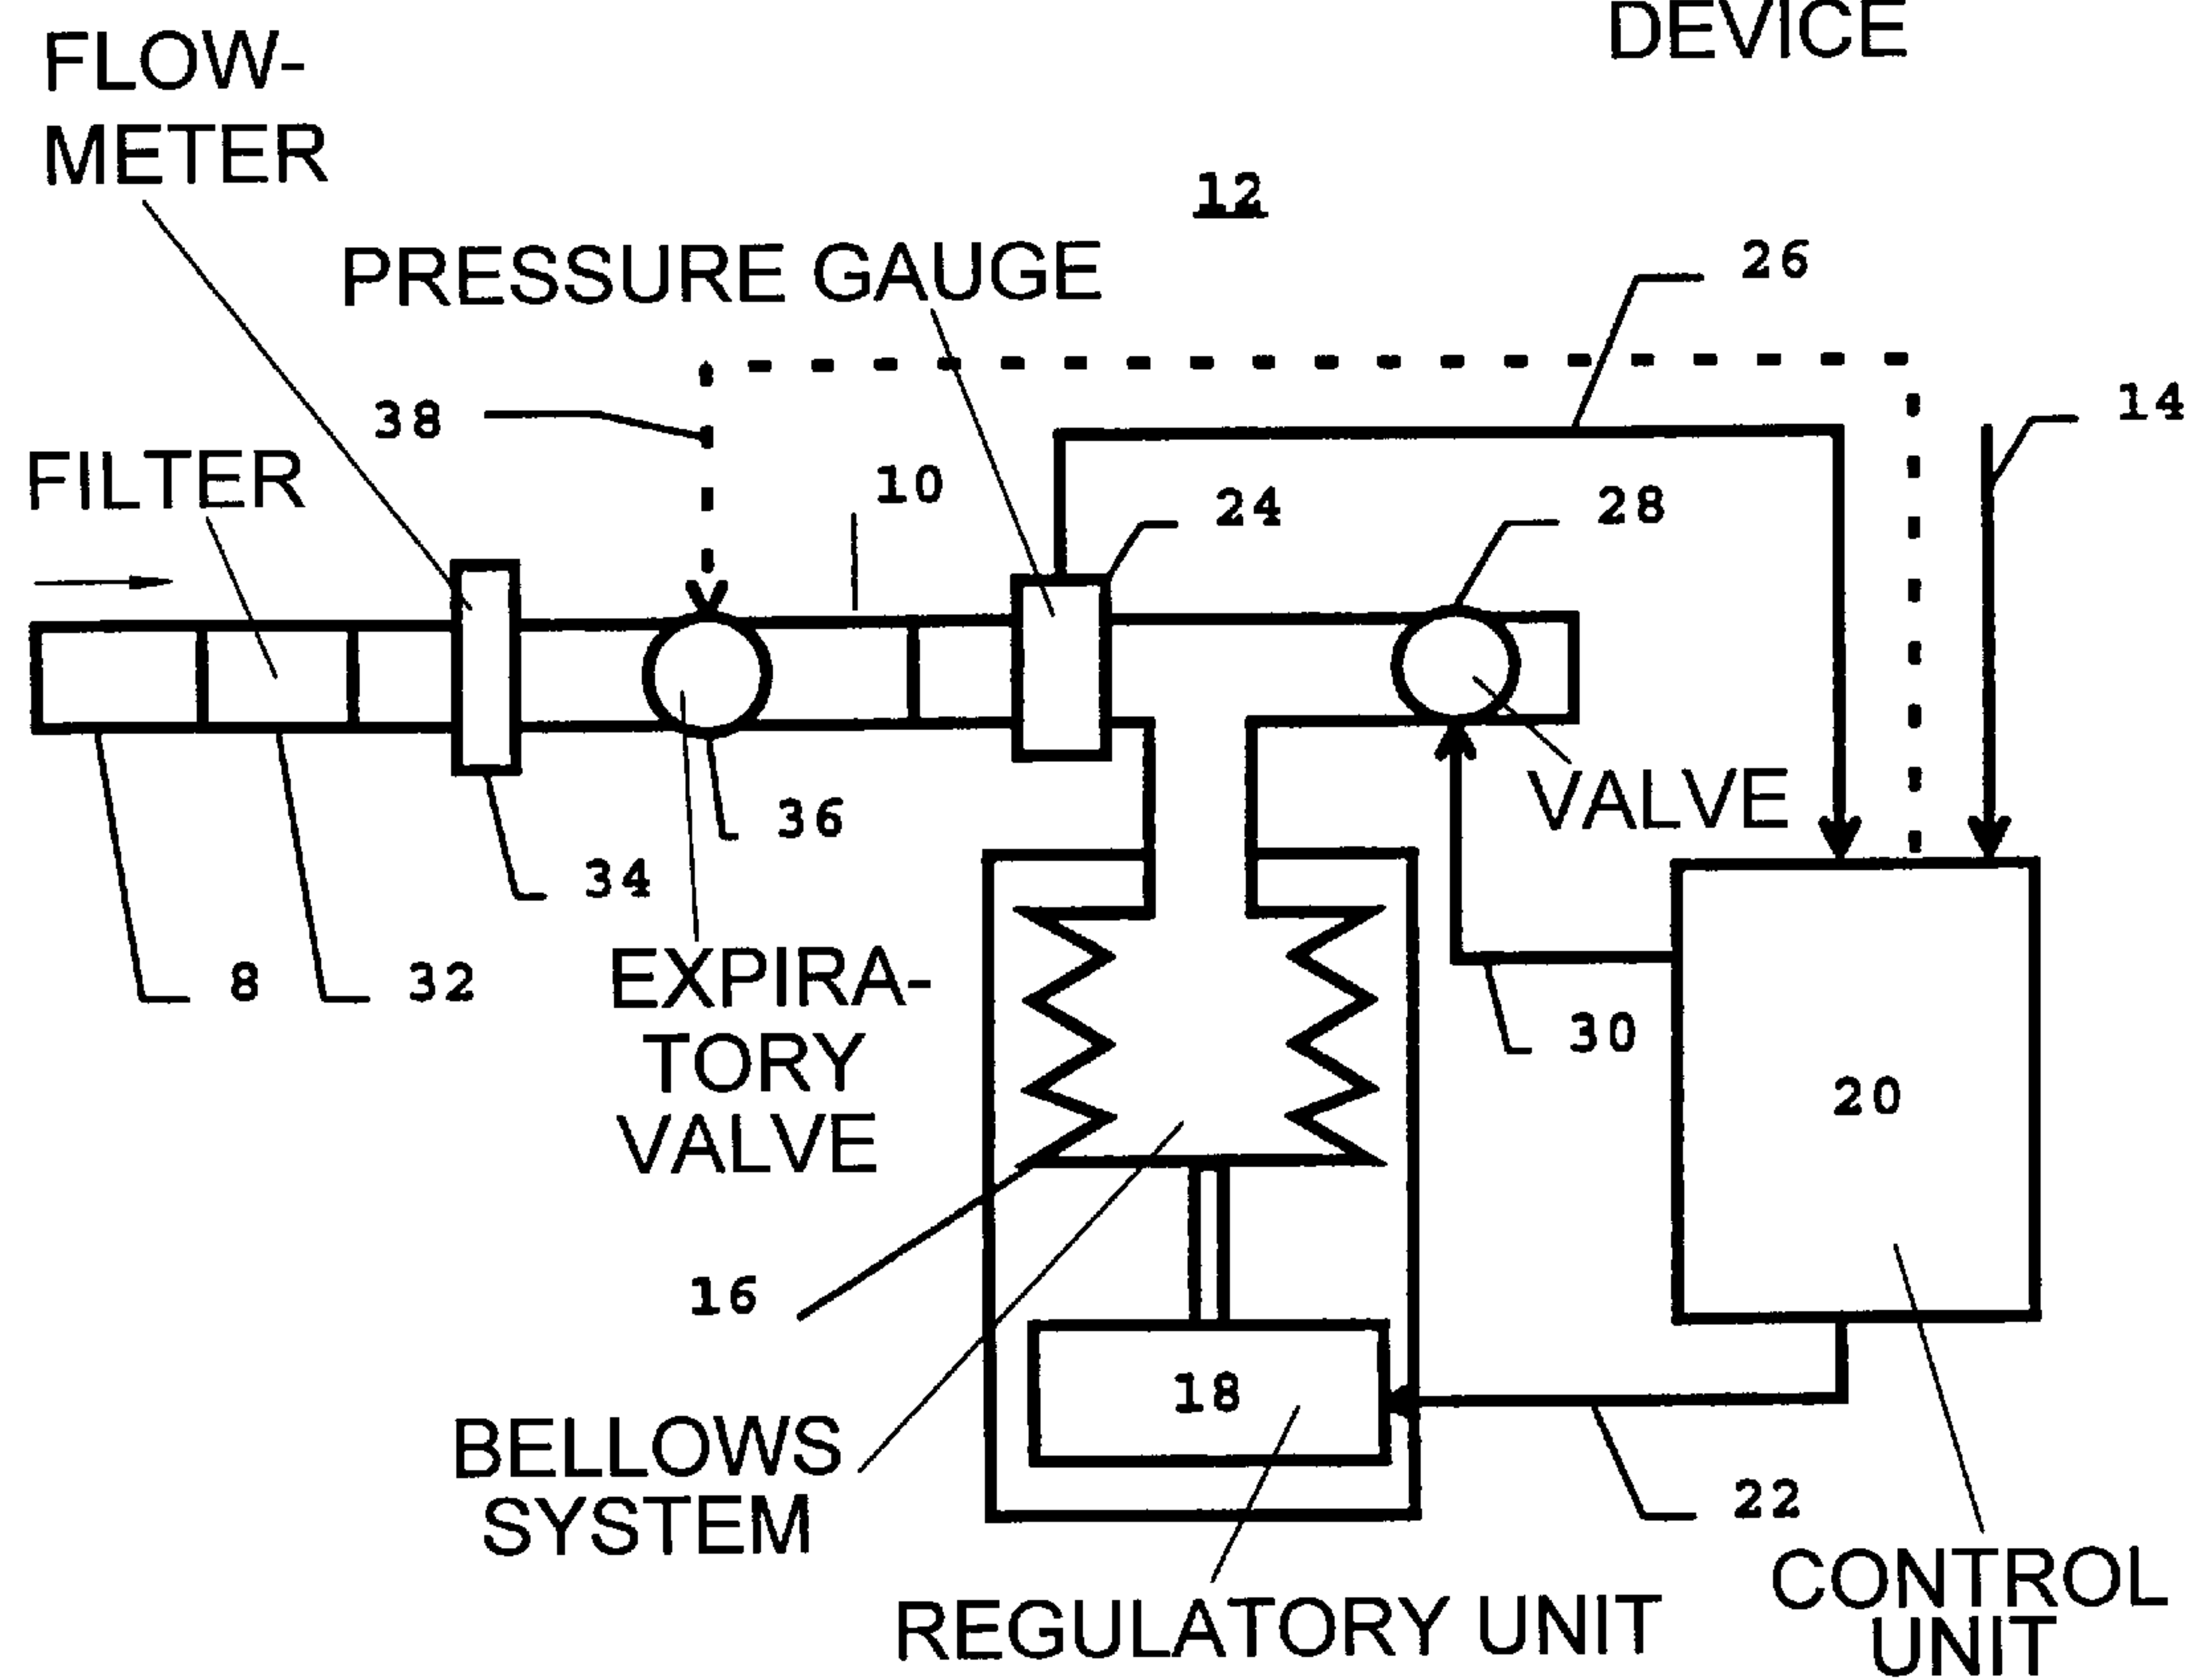 DEVICE
FLOW-
METER
12
PRESSURE GAUGE
26
14
38
FILTER
10
24
28
VALVE
36
34
8
32
EXPIRA-
TORY
VALVE
30
20
16
18
BELLOWS
SYSTEM
22
REGULATORY UNIT
CONTROL
UNIT